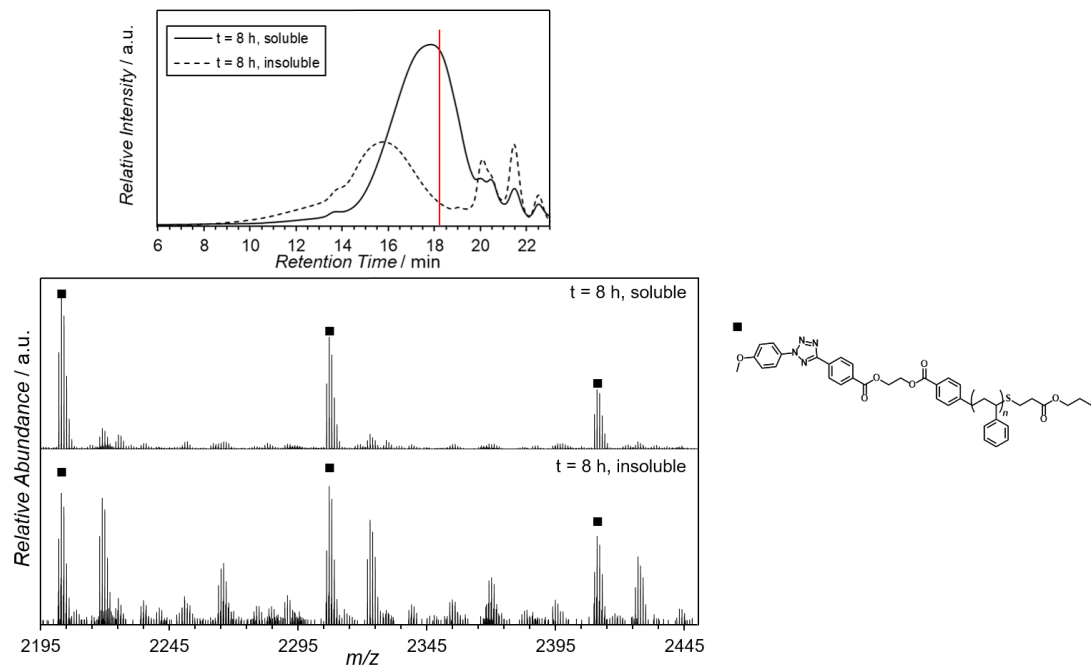 Relative Intensity / a.u.
t = 8 h, soluble
t = 8 h, insoluble
6 8 10 12 14 16 18 20 22
Retention Time / min
Relative Abundance / a.u.
t = 8 h, soluble
t = 8 h, insoluble
2195 2245 2295 2345 2395 2445
m/z
N N
O N N
O
O
O
O
O
n
S
O
O